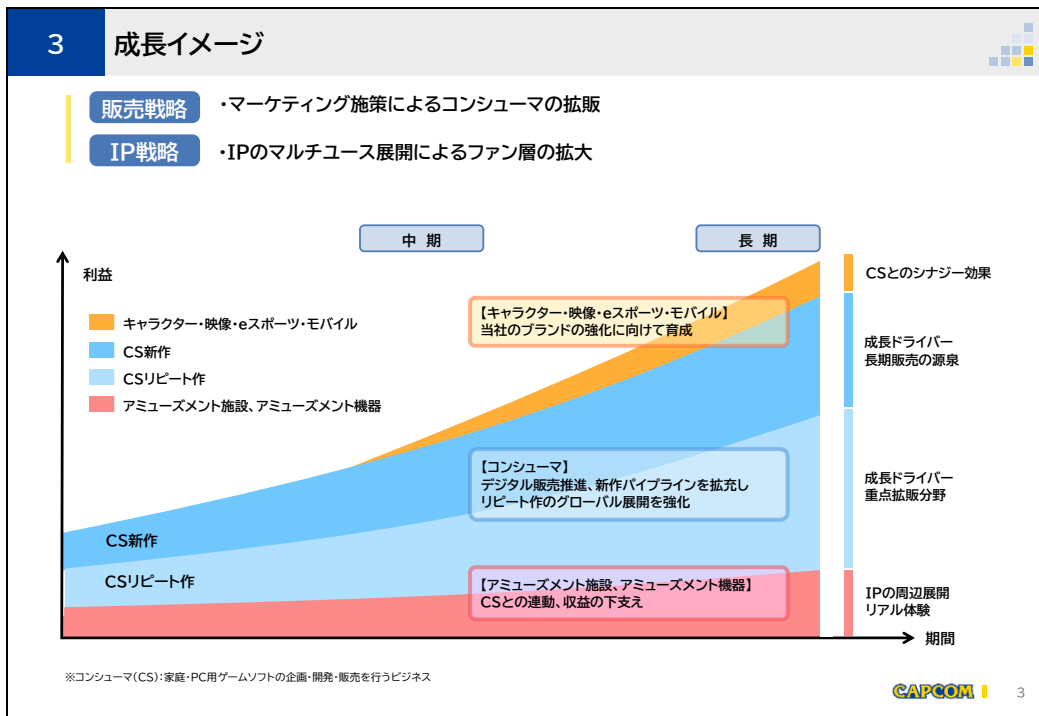 3
成長イメージ
販売戦略
・マーケティング施策によるコンシューマの拡販
IP戦略
・IPのマルチユース展開によるファン層の拡大
中 期
長 期
利益
キャラクター・映像・eスポーツ・モバイル
CS新作
CSリピート作
アミューズメント施設、アミューズメント機器
【キャラクター・映像・eスポーツ・モバイル】
当社のブランドの強化に向けて育成
【コンシューマ】
デジタル販売推進、新作パイプラインを拡充し
リピート作のグローバル展開を強化
【アミューズメント施設、アミューズメント機器】
CSとの連動、収益の下支え
CS新作
CSリピート作
CSとのシナジー効果
成長ドライバー
長期販売の源泉
成長ドライバー
重点拡販分野
IPの周辺展開
リアル体験
期間
※コンシューマ(CS):家庭・PC用ゲームソフトの企画・開発・販売を行うビジネス
CAPCOM
3